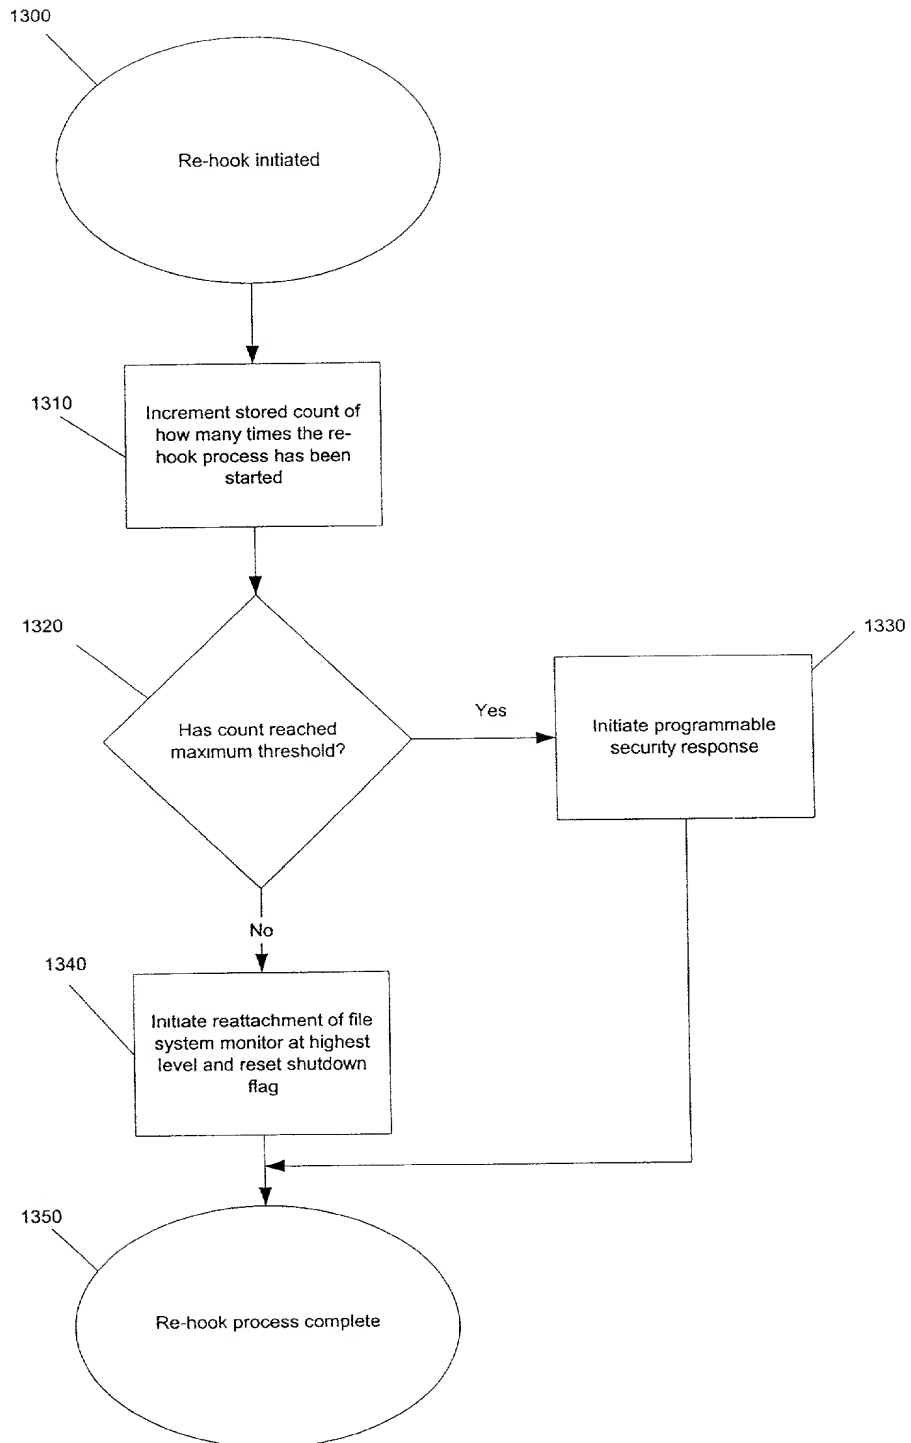 1300
Re-hook initiated
1310
Increment stored count of
how many times the re-
hook process has been
started
1320
Has count reached
maximum threshold?
Yes
1330
Initiate programmable
security response
No
1340
Initiate reattachment of file
system monitor at highest
level and reset shutdown
flag
1350
Re-hook process complete